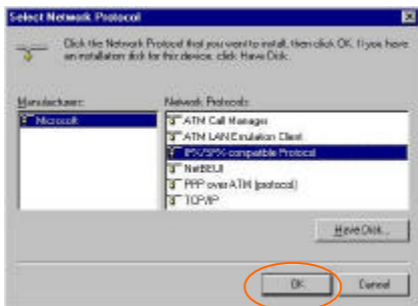 Select Network Protocol
Click the Network Protocol that you want to install, then click OK. If you have
an installation disk for this device, click Have Disk.
Manufacturers:
Network Protocols:
Microsoft
ATM Call Manager
ATM LAN Emulation Client
IPX/SPX-compatible Protocol
NetBEUI
PPP over ATM (protocol)
TCP/IP
Have Disk...
OK
Cancel